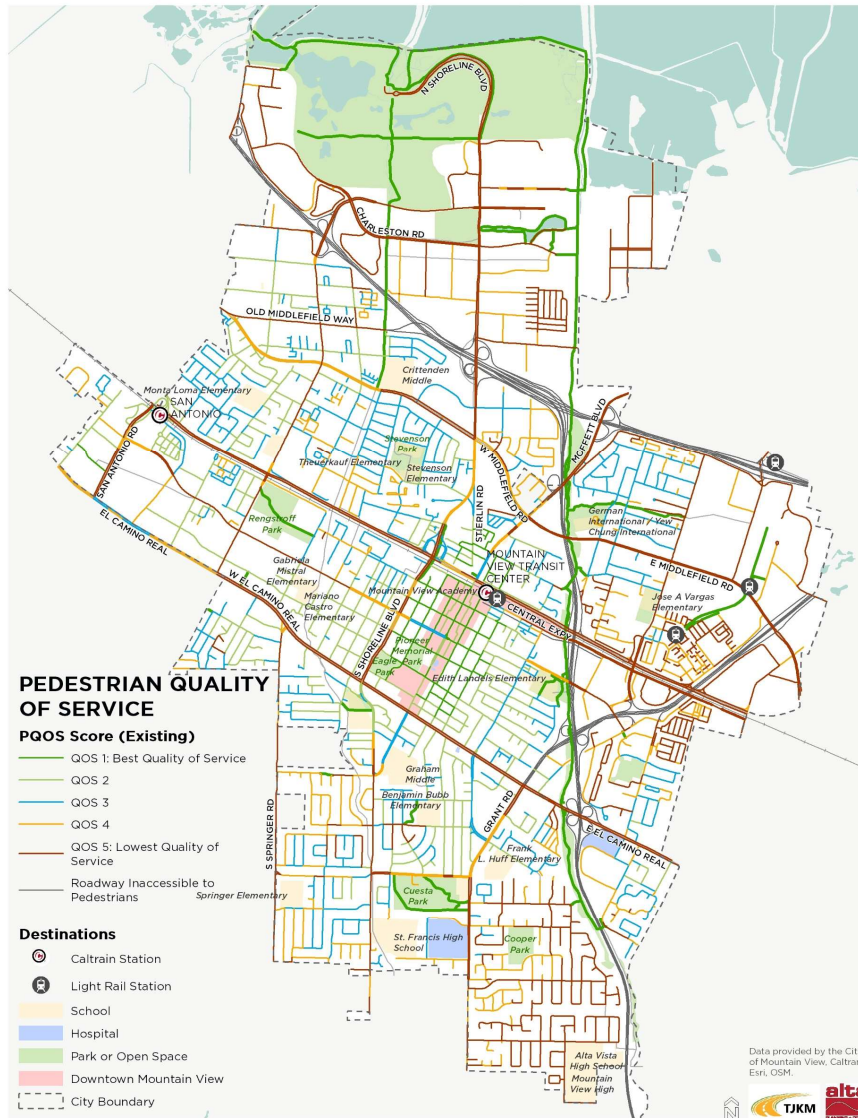 N SHORELINE BLVD
CHARLESTON RD
OLD MIDDLEFIELD WAY
Crittenden
Middle
Monta Loma Elementary
SAN
ANTONIO
MOFFETT BLVD
Stevenson
Park
W MIDDLEFIELD RD
Theuerkauf Elementary
Stevenson
Elementary
SAN ANTONIO RD
STIERLIN RD
EL CAMINO REAL
Rengstroff
Park
German
International / Yew
Chung International
MOUNTAIN
VIEW TRANSIT
CENTER
Gabriela
Mistral
Elementary
E MIDDLEFIELD RD
W EL CAMINO REAL
Mountain View Academy
Mariano
Castro
Elementary
Jose A Vargas
Elementary
CENTRAL EXPY
S SHORELINE BLVD
Pioneer
Memorial
Park
Eagle
Park
Edith Landels Elementary
PEDESTRIAN QUALITY
OF SERVICE
PQOS Score (Existing)
QOS 1: Best Quality of Service
QOS 2
QOS 3
QOS 4
QOS 5: Lowest Quality of
Service
Roadway Inaccessible to
Pedestrians
Graham
Middle
Benjamin Bubb
Elementary
GRANT RD
S SPRINGER RD
E EL CAMINO REAL
Frank
L. Huff Elementary
Springer Elementary
Cuesta
Park
St. Francis High
School
Cooper
Park
Destinations
Caltrain Station
Light Rail Station
School
Hospital
Park or Open Space
Downtown Mountain View
City Boundary
Alta Vista
High School
Mountain
View High
Data provided by the Cit
of Mountain View, Caltran
Esri, OSM.
N
TJKM
alta